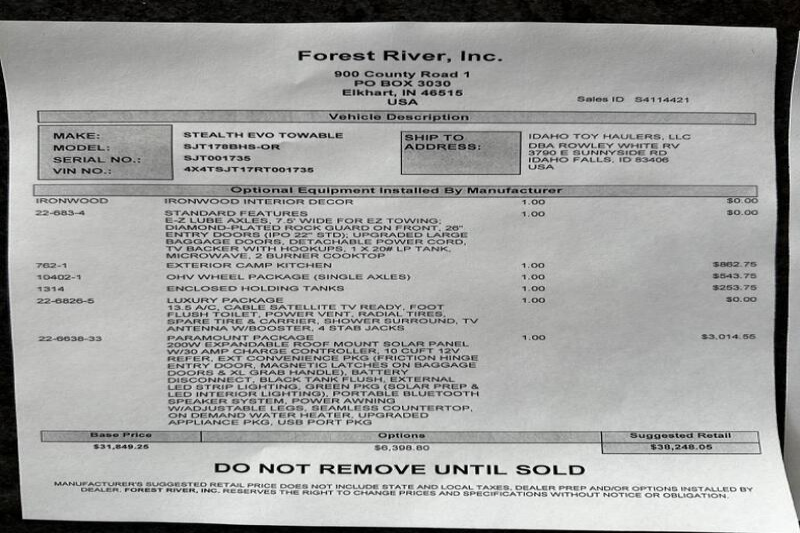 Forest River, Inc.
900 County Road 1
PO BOX 3030
Elkhart, IN 46515
USA
Sales ID S4114421
Vehicle Description
MAKE: STEALTH EVO TOWABLE
MODEL: SJT178BHS-OR
SERIAL NO.: SJT001735
VIN NO.: 4X4TSJT17RT001735
SHIP TO ADDRESS:
IDAHO TOY HAULERS, LLC
DBA ROWLEY WHITE RV
3790 E SUNNYSIDE RD
IDAHO FALLS, ID 83406
USA
Optional Equipment Installed By Manufacturer
IRONWOOD IRONWOOD INTERIOR DECOR 1.00 $0.00
22-683-4 STANDARD FEATURES 1.00 $0.00
E-Z LUBE AXLES, 7.5' WIDE FOR EZ TOWING;
DIAMOND-PLATED ROCK GUARD ON FRONT, 26"
ENTRY DOORS (IPO 22" STD); UPGRADED LARGE
BAGGAGE DOORS, DETACHABLE POWER CORD,
TV BACKER WITH HOOKUPS, 1 X 20# LP TANK,
MICROWAVE, 2 BURNER COOKTOP
762-1 EXTERIOR CAMP KITCHEN 1.00 $862.75
10402-1 OHV WHEEL PACKAGE (SINGLE AXLES) 1.00 $543.75
1314 ENCLOSED HOLDING TANKS 1.00 $253.75
22-6826-5 LUXURY PACKAGE 1.00 $0.00
13.5 A/C, CABLE SATELLITE TV READY, FOOT
FLUSH TOILET, POWER VENT, RADIAL TIRES,
SPARE TIRE & CARRIER, SHOWER SURROUND, TV
ANTENNA W/BOOSTER, 4 STAB JACKS
22-6638-33 PARAMOUNT PACKAGE 1.00 $3,014.55
200W EXPANDABLE ROOF MOUNT SOLAR PANEL
W/30 AMP CHARGE CONTROLLER, 10 CUFT 12V
REFER, EXT CONVENIENCE PKG (FRICTION HINGE
ENTRY DOOR, MAGNETIC LATCHES ON BAGGAGE
DOORS & XL GRAB HANDLE), BATTERY
DISCONNECT, BLACK TANK FLUSH, EXTERNAL
LED STRIP LIGHTING, GREEN PKG (SOLAR PREP &
LED INTERIOR LIGHTING), PORTABLE BLUETOOTH
SPEAKER SYSTEM, POWER AWNING
W/ADJUSTABLE LEGS, SEAMLESS COUNTERTOP,
ON DEMAND WATER HEATER, UPGRADED
APPLIANCE PKG, USB PORT PKG
Base Price Options Suggested Retail
$31,849.25 $6,398.80 $38,248.05
DO NOT REMOVE UNTIL SOLD
MANUFACTURER'S SUGGESTED RETAIL PRICE DOES NOT INCLUDE STATE AND LOCAL TAXES, DEALER PREP AND/OR OPTIONS INSTALLED BY
DEALER. FOREST RIVER, INC. RESERVES THE RIGHT TO CHANGE PRICES AND SPECIFICATIONS WITHOUT NOTICE OR OBLIGATION.